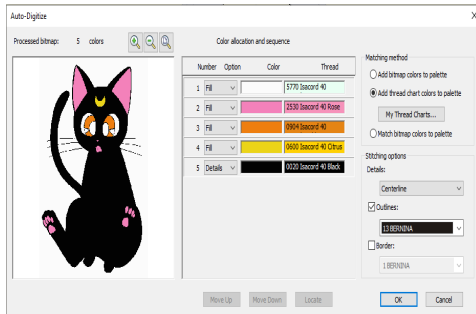 Auto-Digitize
Processed bitmap: 5 colors
Color allocation and sequence
Number Option Color Thread
1 Fill 5770 Isacord 40
2 Fill 2530 Isacord 40 Rose
3 Fill 0904 Isacord 40
4 Fill 0600 Isacord 40 Citrus
5 Details 0020 Isacord 40 Black
Move Up Move Down Locate
Matching method
Add bitmap colors to palette
Add thread chart colors to palette
My Thread Charts...
Match bitmap colors to palette
Stitching options
Details:
Centerline
Outlines:
13 BERNINA
Border:
1 BERNINA
OK Cancel